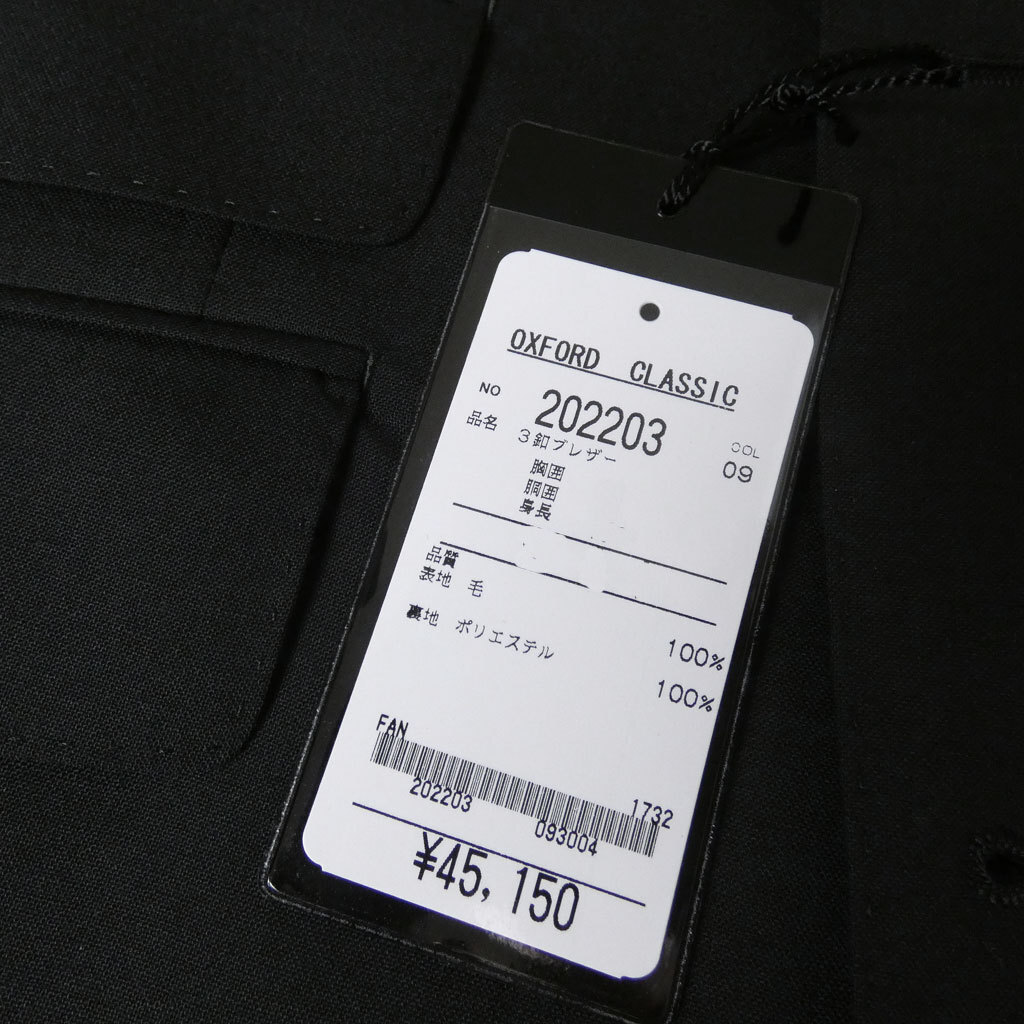 OXFORD CLASSIC
NO 202203
COL
品名 3釦ブレザー 09
胸囲
胴囲
身長
品質
表地 毛 100%
裏地 ポリエステル 100%
FAN
1732
202203 093004
¥45,150